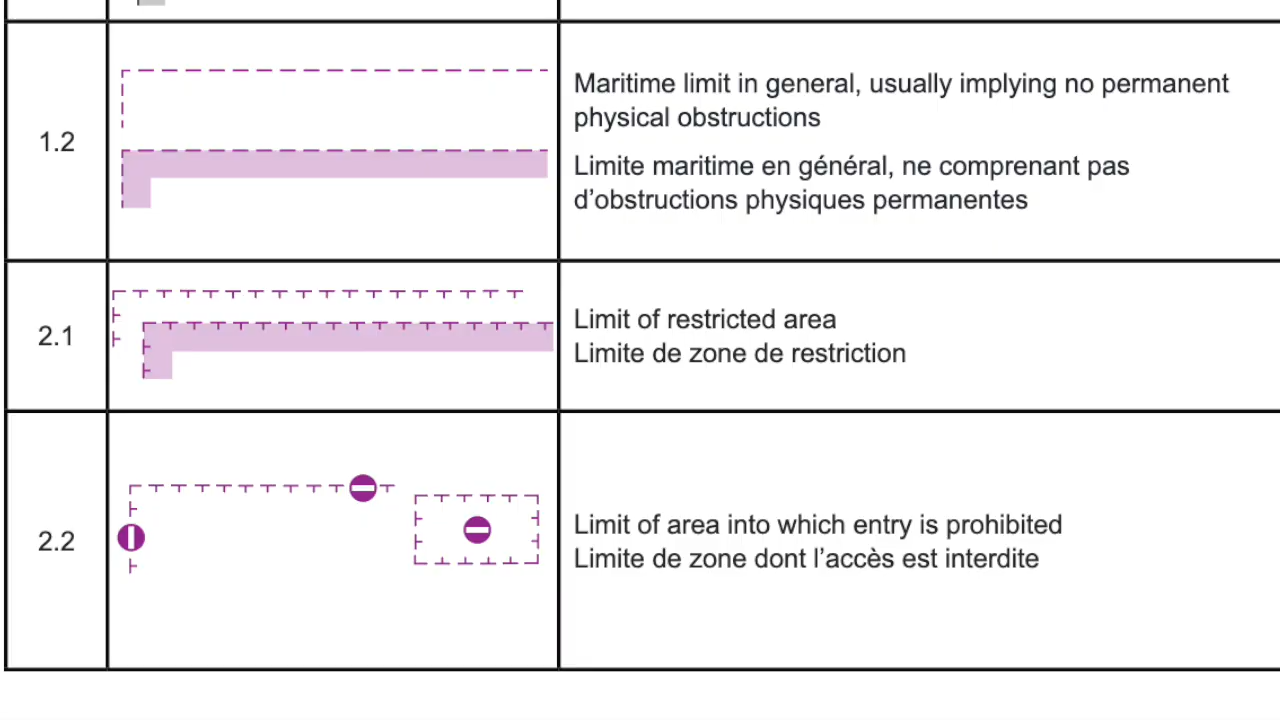 1.2
Maritime limit in general, usually implying no permanent
physical obstructions
Limite maritime en général, ne comprenant pas
d’obstructions physiques permanentes
2.1
Limit of restricted area
Limite de zone de restriction
2.2
Limit of area into which entry is prohibited
Limite de zone dont l’accès est interdite